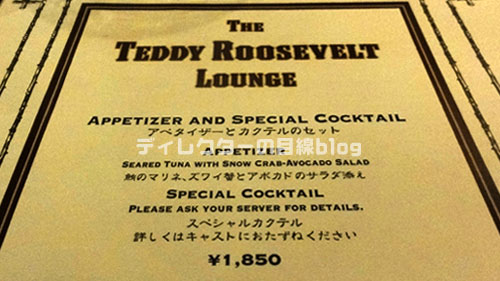 THE
TEDDY ROOSEVELT
LOUNGE
APPETIZER AND SPECIAL COCKTAIL
アペタイザーとカクテルのセット
ディレクターの目線blog
APPETIZER
SEARED TUNA WITH SNOW CRAB-AVOCADO SALAD
鮪のマリネ、ズワイ蟹とアボカドのサラダ添え
SPECIAL COCKTAIL
PLEASE ASK YOUR SERVER FOR DETAILS.
スペシャルカクテル
詳しくはキャストにおたずねください
¥1,850